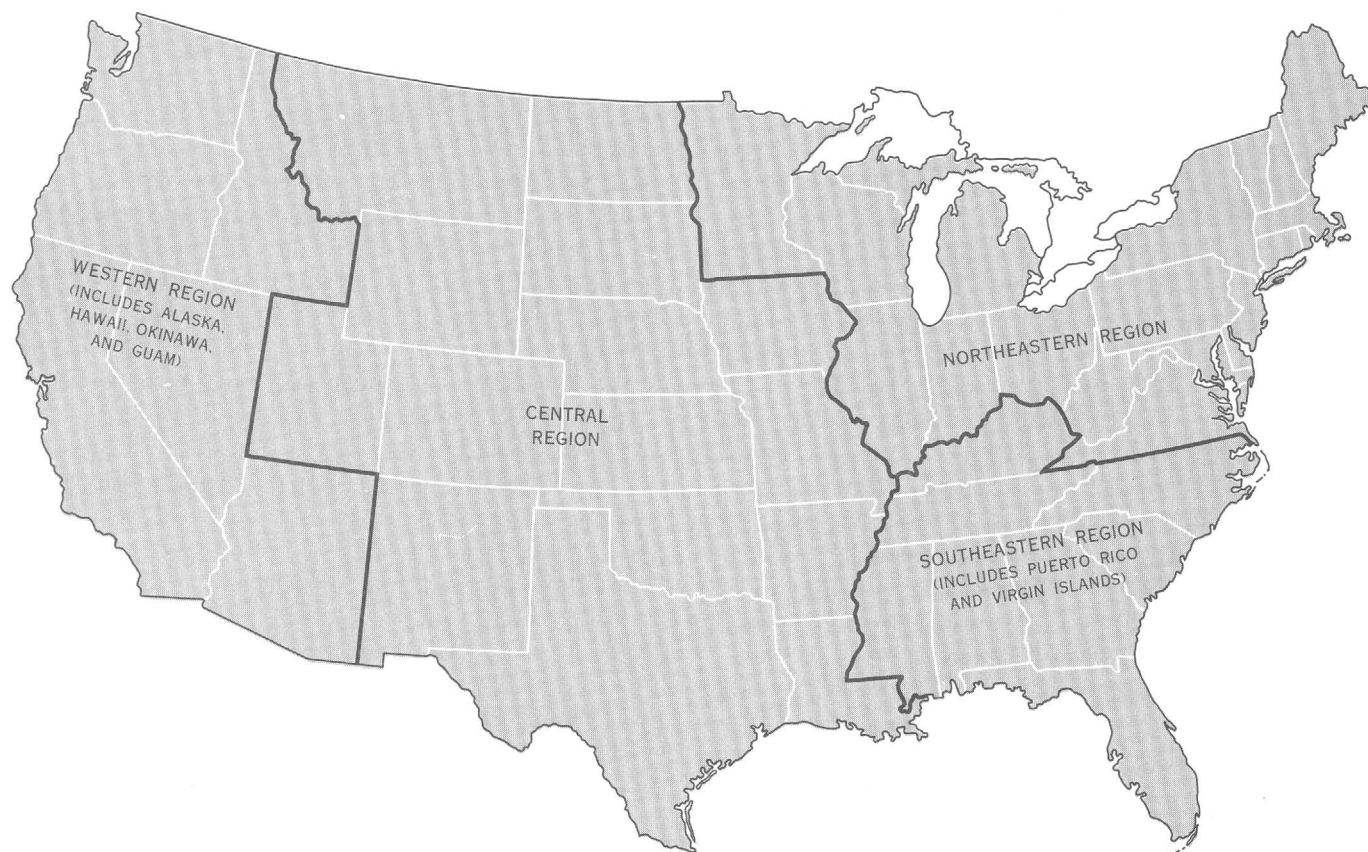 WESTERN REGION
(INCLUDES ALASKA,
HAWAII, OKINAWA,
AND GUAM)
CENTRAL
REGION
NORTHEASTERN REGION
SOUTHEASTERN REGION
(INCLUDES PUERTO RICO
AND VIRGIN ISLANDS)